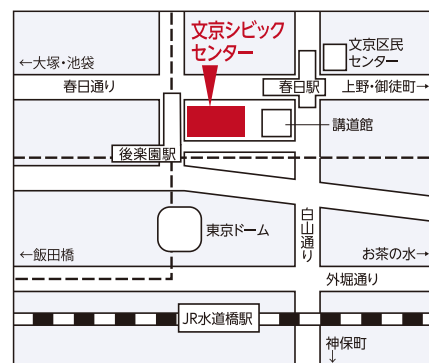 文京シビック
センター
文京区民
センター
←大塚・池袋
春日通り
春日駅
上野・御徒町→
講道館
後楽園駅
白山通り
東京ドーム
←飯田橋
お茶の水→
外堀通り
JR水道橋駅
神保町
↓